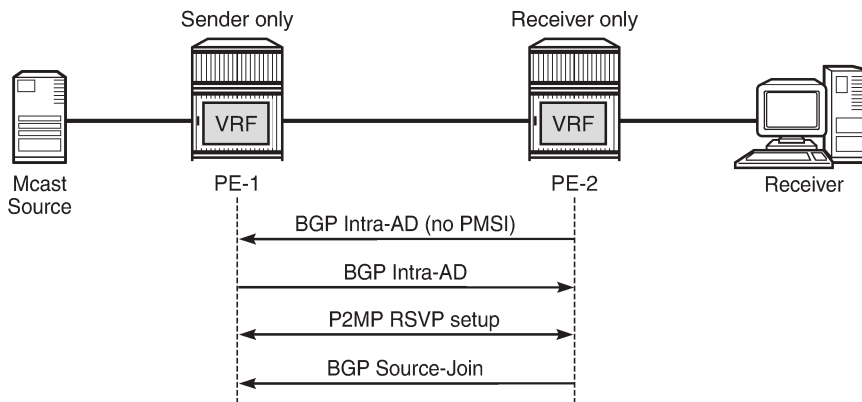 Sender only
Receiver only
VRF
VRF
Mcast
Source
PE-1
PE-2
Receiver
BGP Intra-AD (no PMSI)
BGP Intra-AD
P2MP RSVP setup
BGP Source-Join